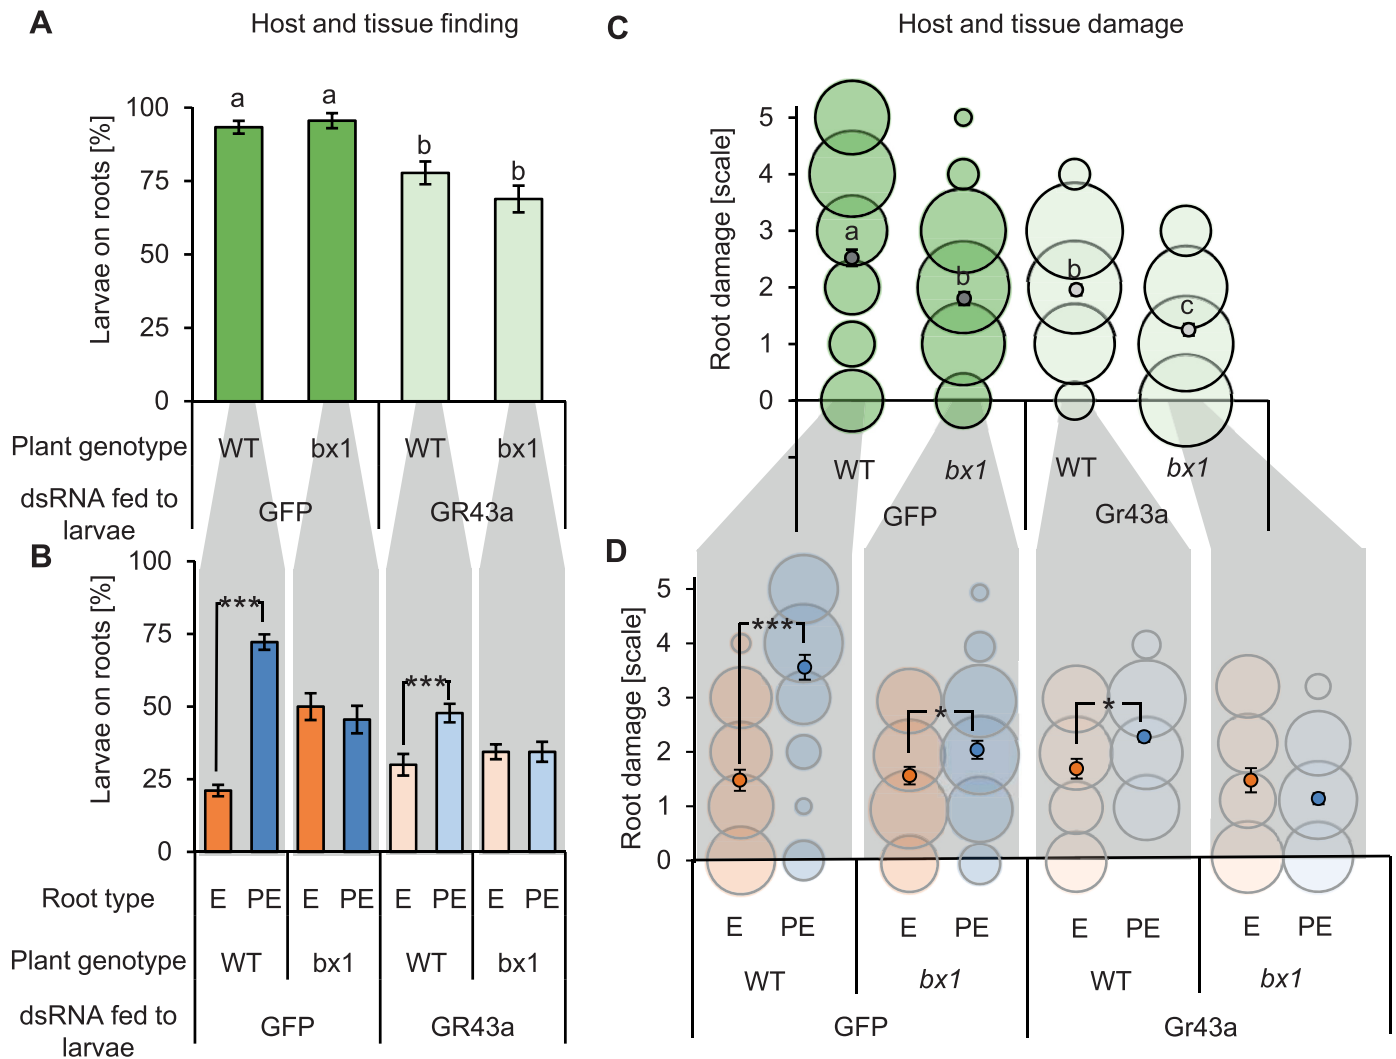 A Host and tissue finding
Larvae on roots [%]
100
75
50
25
0
a a b b
Plant genotype WT bx1 WT bx1
dsRNA fed to
larvae
GFP GR43a
B
Larvae on roots [%]
100
75
50
25
0
*** ***
Root type E PE E PE E PE E PE
Plant genotype WT bx1 WT bx1
dsRNA fed to
larvae
GFP GR43a
C Host and tissue damage
Root damage [scale]
5
4
3
2
1
0
a b b c
WT bx1 WT bx1
GFP Gr43a
D
Root damage [scale]
5
4
3
2
1
0
*** * *
E PE E PE E PE E PE
WT bx1 WT bx1
GFP Gr43a